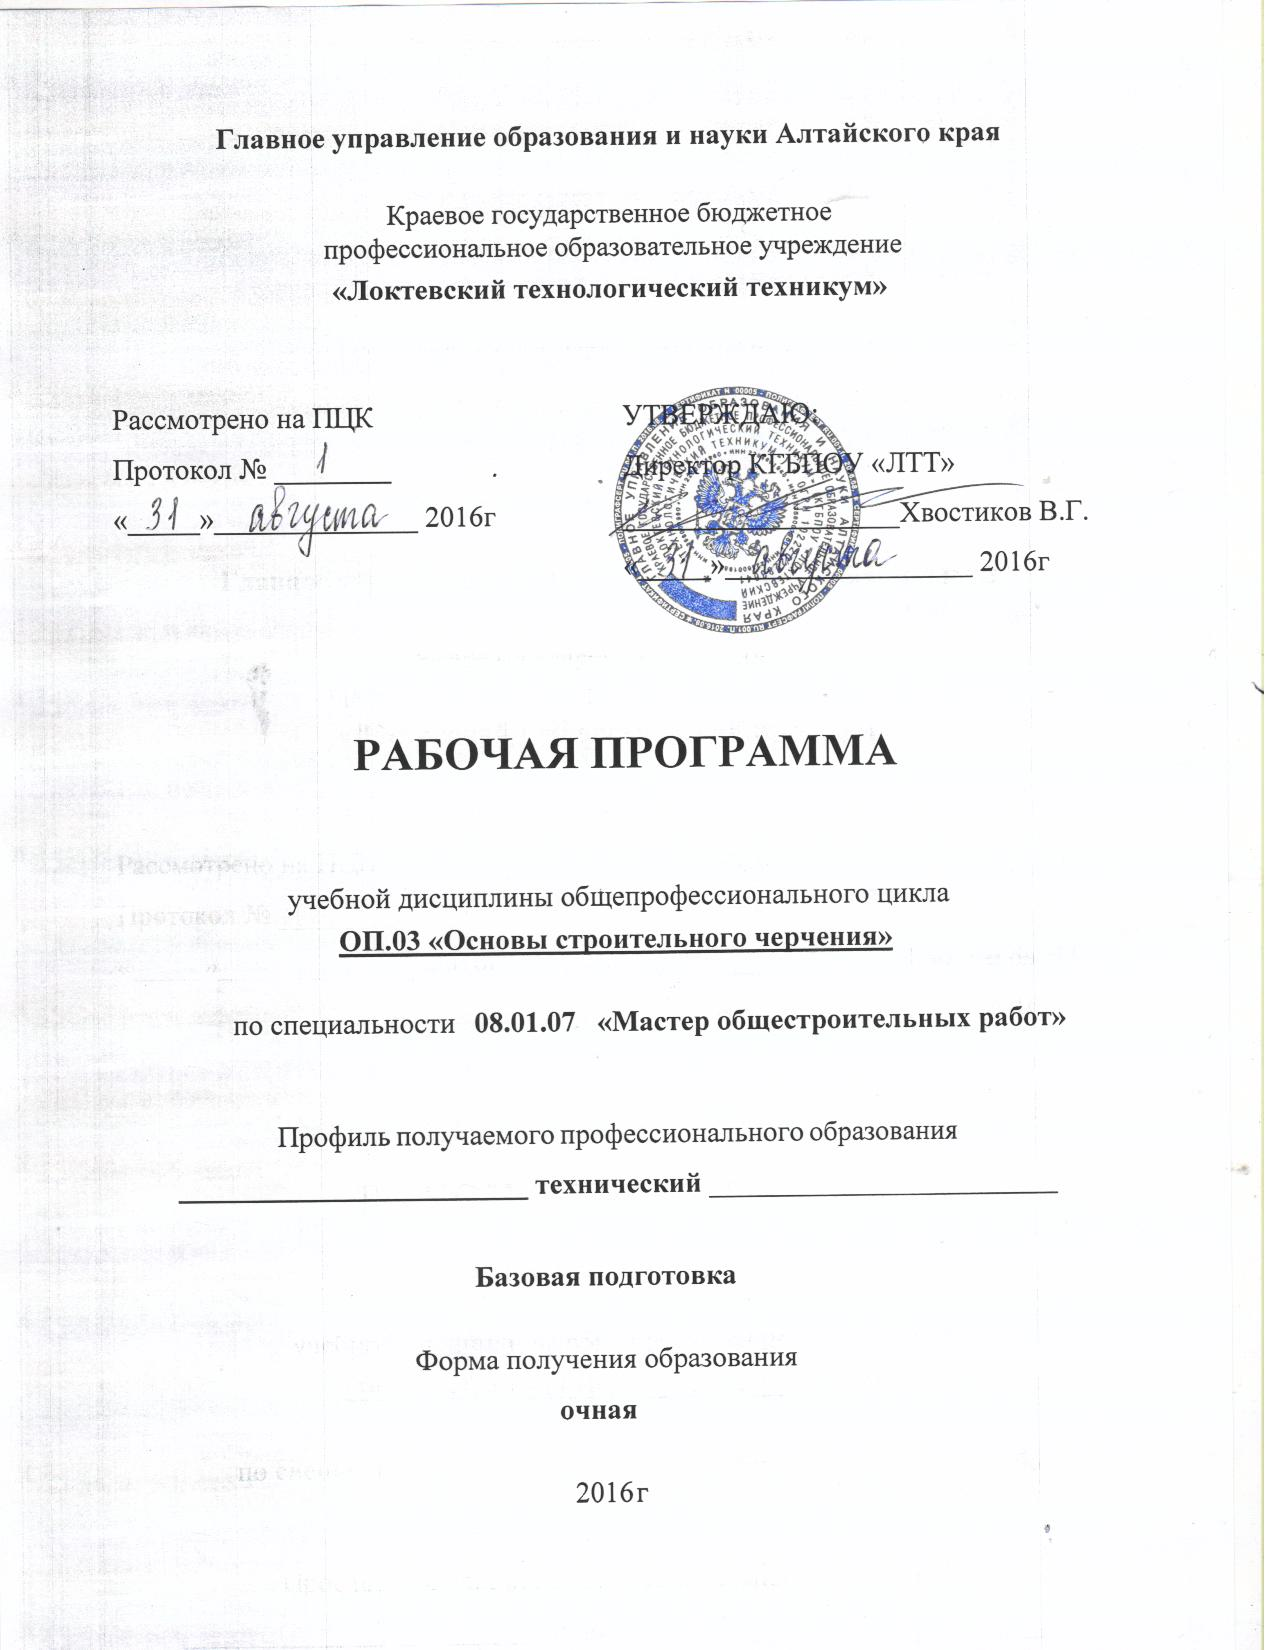 Главное управление образования и науки Алтайского края
Краевое государственное бюджетное
профессиональное образовательное учреждение
«Локтевский технологический техникум»
Рассмотрено на ПЦК
Протокол № 1
« 31 » августа 2016г
УТВЕРЖДАЮ:
Директор КГБПОУ «ЛТТ»
Хвостиков В.Г.
« 31 » августа 2016г
РАБОЧАЯ ПРОГРАММА
учебной дисциплины общепрофессионального цикла
ОП.03 «Основы строительного черчения»
по специальности 08.01.07 «Мастер общестроительных работ»
Профиль получаемого профессионального образования
технический
Базовая подготовка
Форма получения образования
очная
2016г